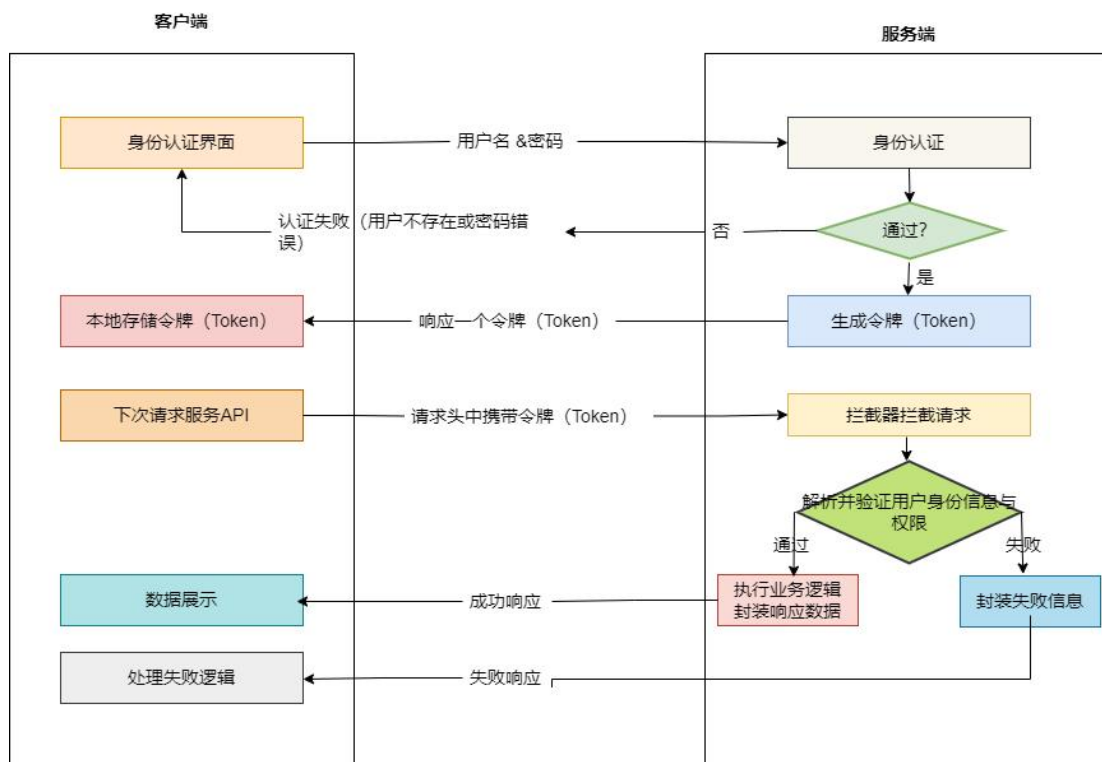 客户端
服务端
身份认证界面
用户名 &密码
身份认证
认证失败（用户不存在或密码错
误）
否
通过?
是
本地存储令牌（Token）
响应一个令牌（Token）
生成令牌（Token）
下次请求服务API
请求头中携带令牌（Token）
拦截器拦截请求
解析并验证用户身份信息与
权限
通过
失败
数据展示
成功响应
执行业务逻辑
封装响应数据
封装失败信息
处理失败逻辑
失败响应